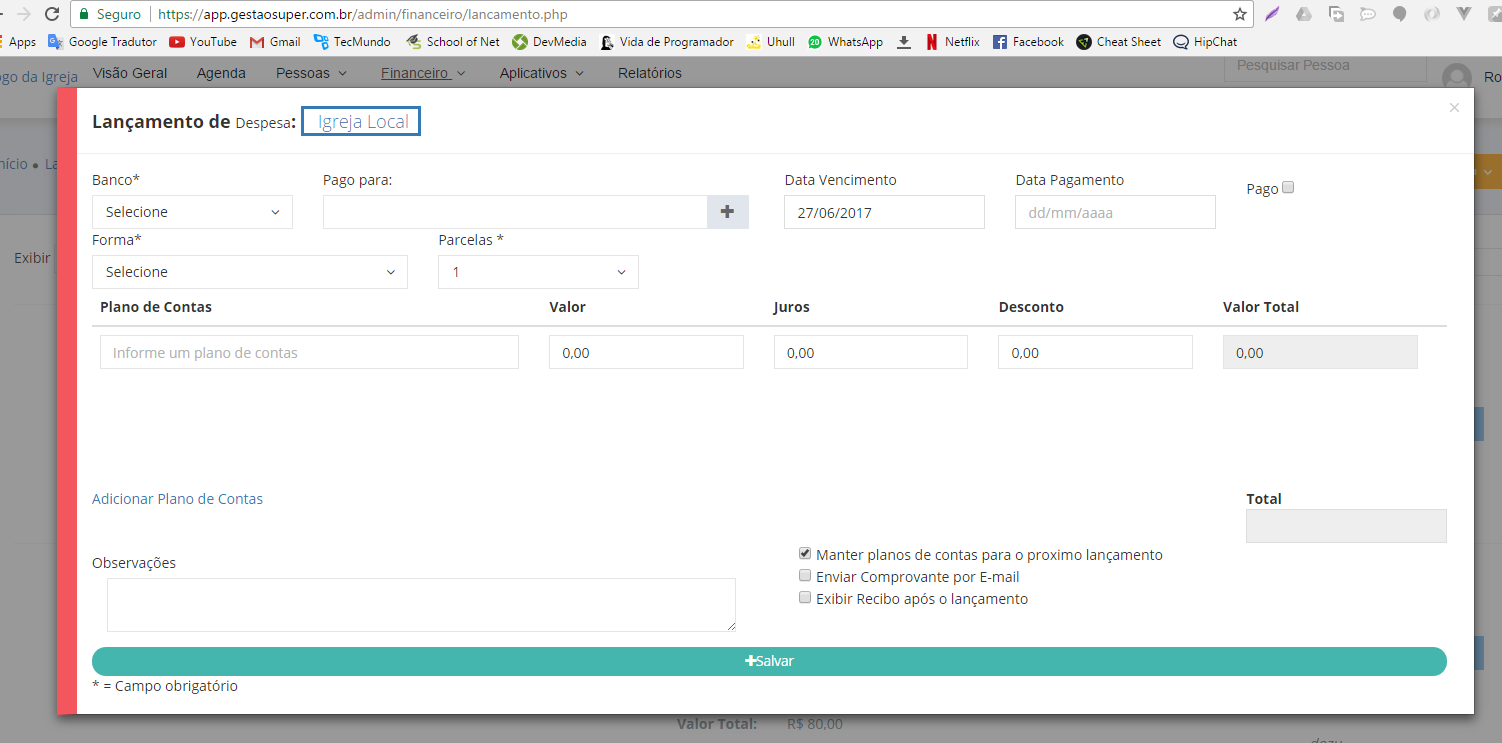 Seguro https://app.gestaosuper.com.br/admin/financeiro/lancamento.php
Apps Google Tradutor YouTube Gmail TecMundo School of Net DevMedia Vida de Programador Uhull WhatsApp Netflix Facebook Cheat Sheet HipChat
ogo da Igreja Visão Geral Agenda Pessoas Financeiro Aplicativos Relatórios Pesquisar Pessoa Ro
Lançamento de Despesa: Igreja Local ×
nício • La
Banco* Pago para: Data Vencimento Data Pagamento Pago
Selecione 27/06/2017 dd/mm/aaaa
Forma* Parcelas *
Exibir
Selecione 1
Plano de Contas Valor Juros Desconto Valor Total
Informe um plano de contas 0,00 0,00 0,00 0,00
Adicionar Plano de Contas Total
Observações
Manter planos de contas para o proximo lançamento
Enviar Comprovante por E-mail
Exibir Recibo após o lançamento
Salvar
* = Campo obrigatório
Valor Total: R$ 80,00